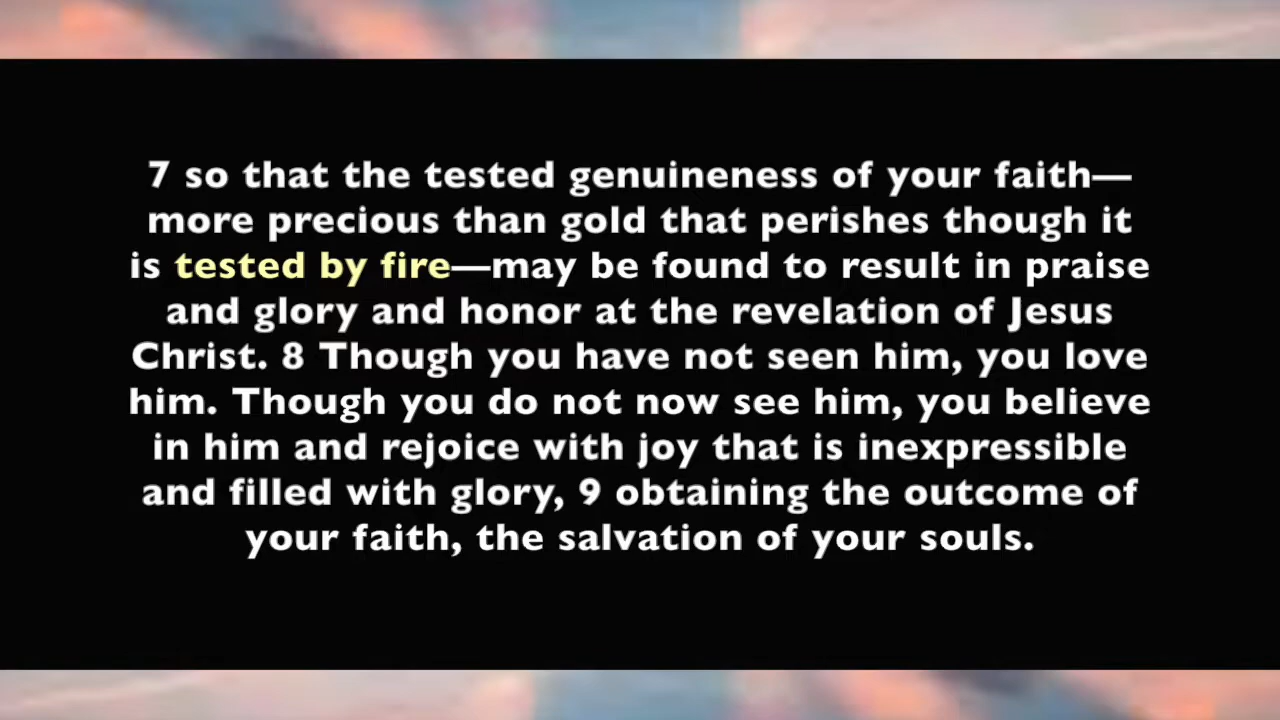 7 so that the tested genuineness of your faith—
more precious than gold that perishes though it
is tested by fire—may be found to result in praise
and glory and honor at the revelation of Jesus
Christ. 8 Though you have not seen him, you love
him. Though you do not now see him, you believe
in him and rejoice with joy that is inexpressible
and filled with glory, 9 obtaining the outcome of
your faith, the salvation of your souls.